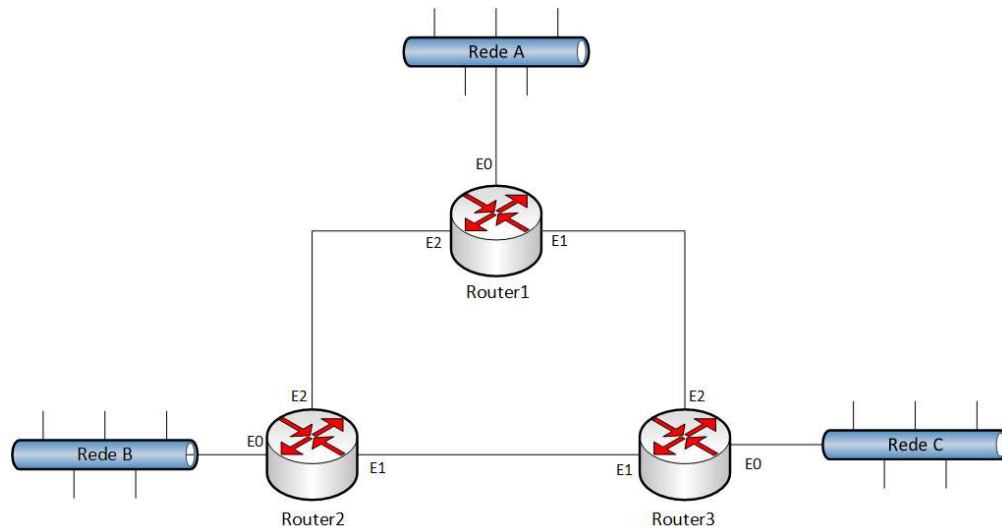 Rede A
E0
E2
E1
Router1
E2
E2
Rede B
E0
E1
E1
E0
Rede C
Router2
Router3